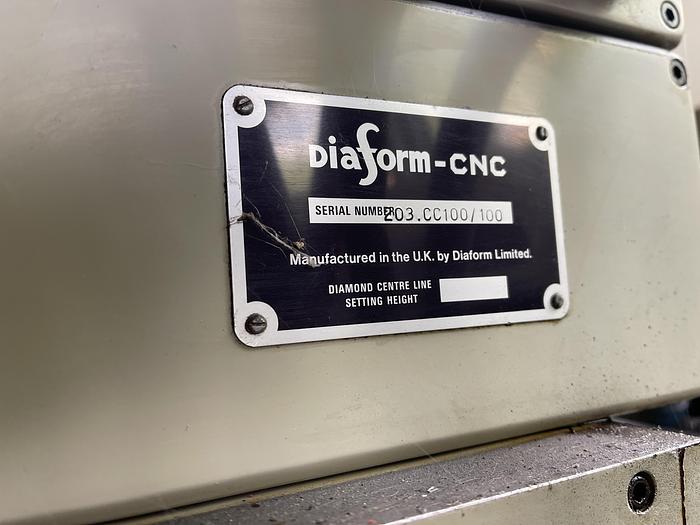 Diaform-CNC
SERIAL NUMBER 203.CC100/100
Manufactured in the U.K. by Diaform Limited.
DIAMOND CENTRE LINE
SETTING HEIGHT